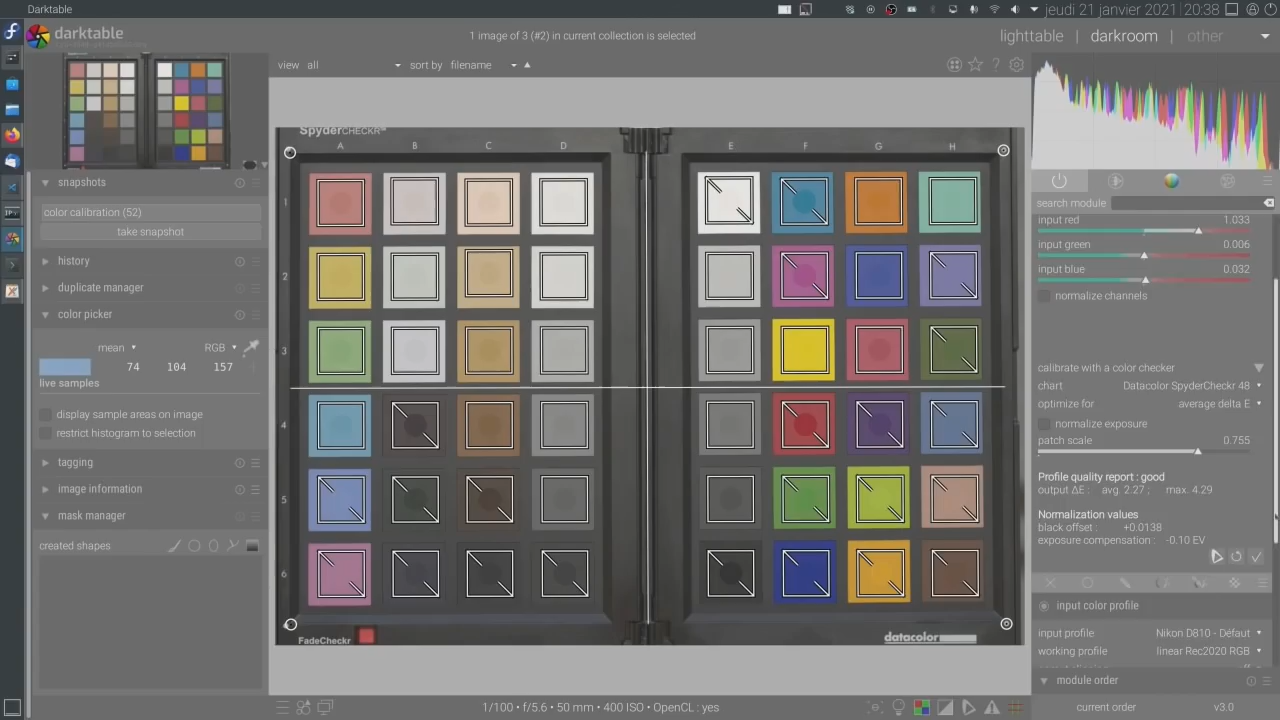 Darktable
jeudi 21 janvier 2021 | 20:38
darktable
1 image of 3 (#2) in current collection is selected
lighttable | darkroom | other
view all
sort by filename
snapshots
color calibration (52)
take snapshot
history
duplicate manager
color picker
mean RGB
74 104 157
live samples
display sample areas on image
restrict histogram to selection
tagging
image information
mask manager
created shapes
SpyderCHECKR™
A B C D E F G H
1
2
3
4
5
6
FadeCheckr
datacolor
search module
input red 1.033
input green 0.006
input blue 0.032
normalize channels
calibrate with a color checker
chart Datacolor SpyderCheckr 48
optimize for average delta E
normalize exposure
patch scale 0.755
Profile quality report : good
output ΔE : avg. 2.27 ; max. 4.29
Normalization values
black offset : +0.0138
exposure compensation : -0.10 EV
input color profile
input profile Nikon D810 - Défaut
working profile linear Rec2020 RGB
module order
current order v3.0
1/100 • f/5.6 • 50 mm • 400 ISO • OpenCL : yes